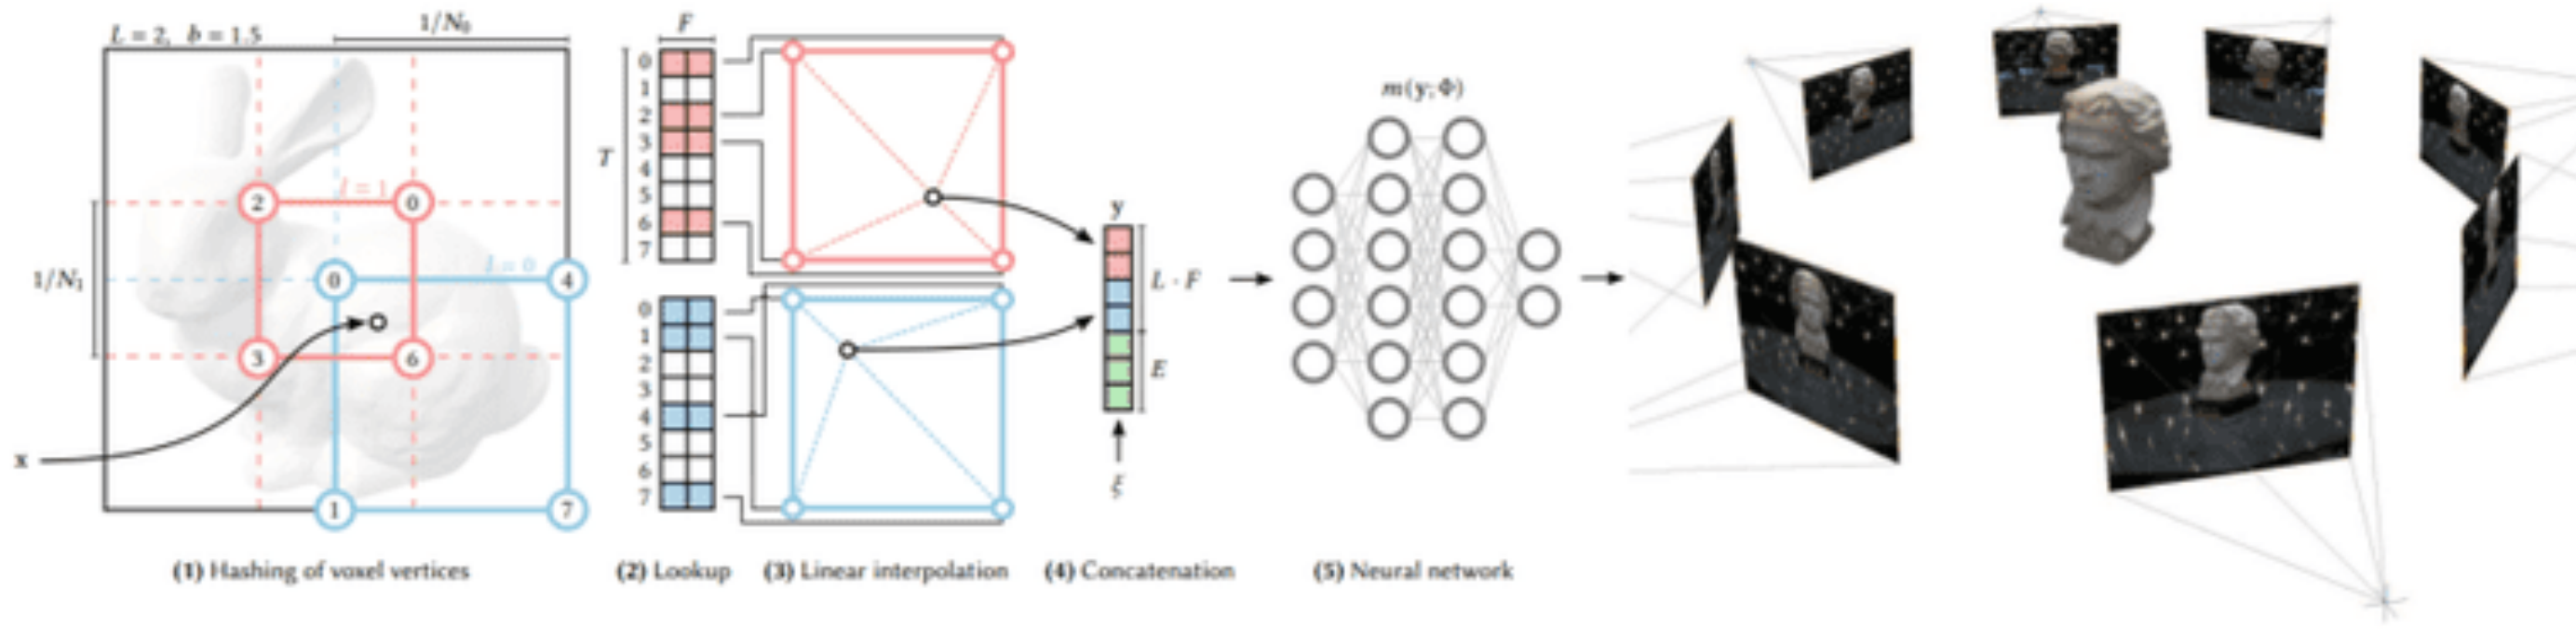 L = 2, b = 1.5
1/N₀
l = 1
2
0
1/N₁
l = 0
0
4
3
6
x
1
7
(1) Hashing of voxel vertices
F
T
0
1
2
3
4
5
6
7
0
1
2
3
4
5
6
7
(2) Lookup
(3) Linear interpolation
y
L · F
E
ξ
(4) Concatenation
m(y; Φ)
(5) Neural network